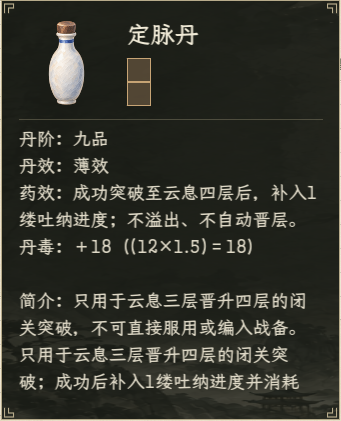 定脉丹
丹阶：九品
丹效：薄效
药效：成功突破至云息四层后，补入1
缕吐纳进度；不溢出、不自动晋层。
丹毒：+18（(12×1.5)=18）
简介：只用于云息三层晋升四层的闭
关突破，不可直接服用或编入战备。
只用于云息三层晋升四层的闭关突
破；成功后补入1缕吐纳进度并消耗